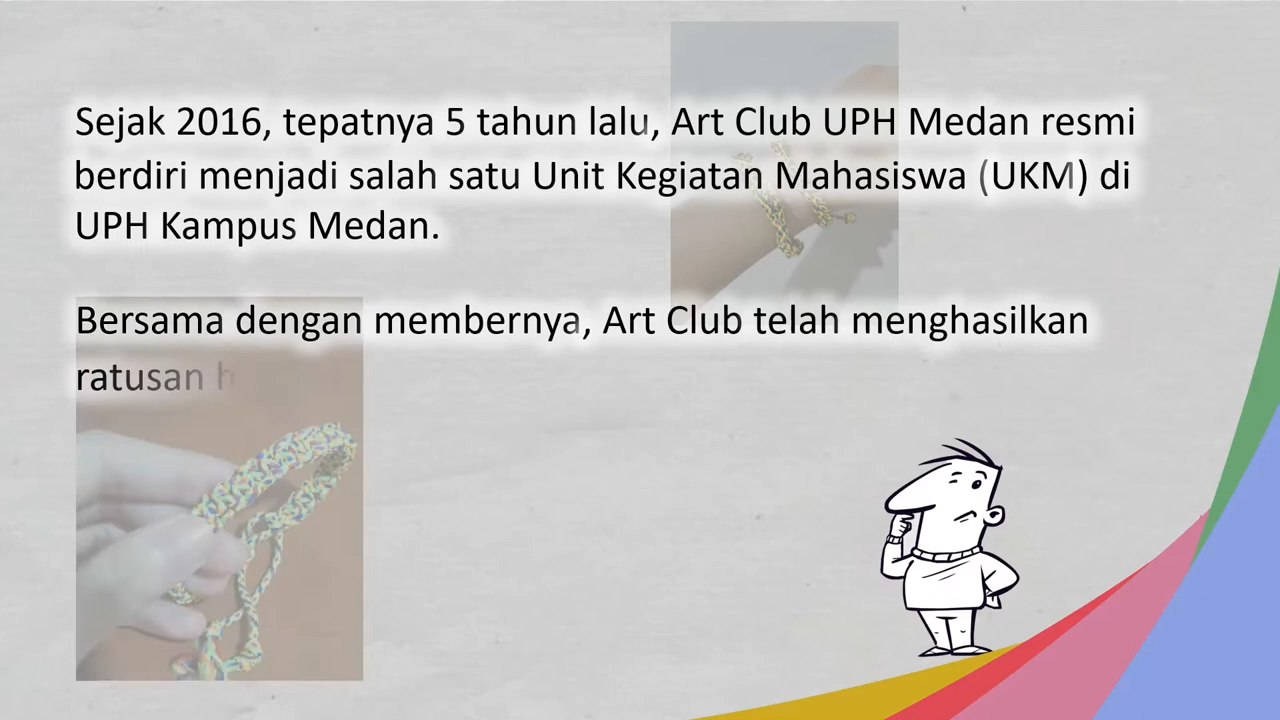 Sejak 2016, tepatnya 5 tahun lalu, Art Club UPH Medan resmi
berdiri menjadi salah satu Unit Kegiatan Mahasiswa (UKM) di
UPH Kampus Medan.
Bersama dengan membernya, Art Club telah menghasilkan
ratusan